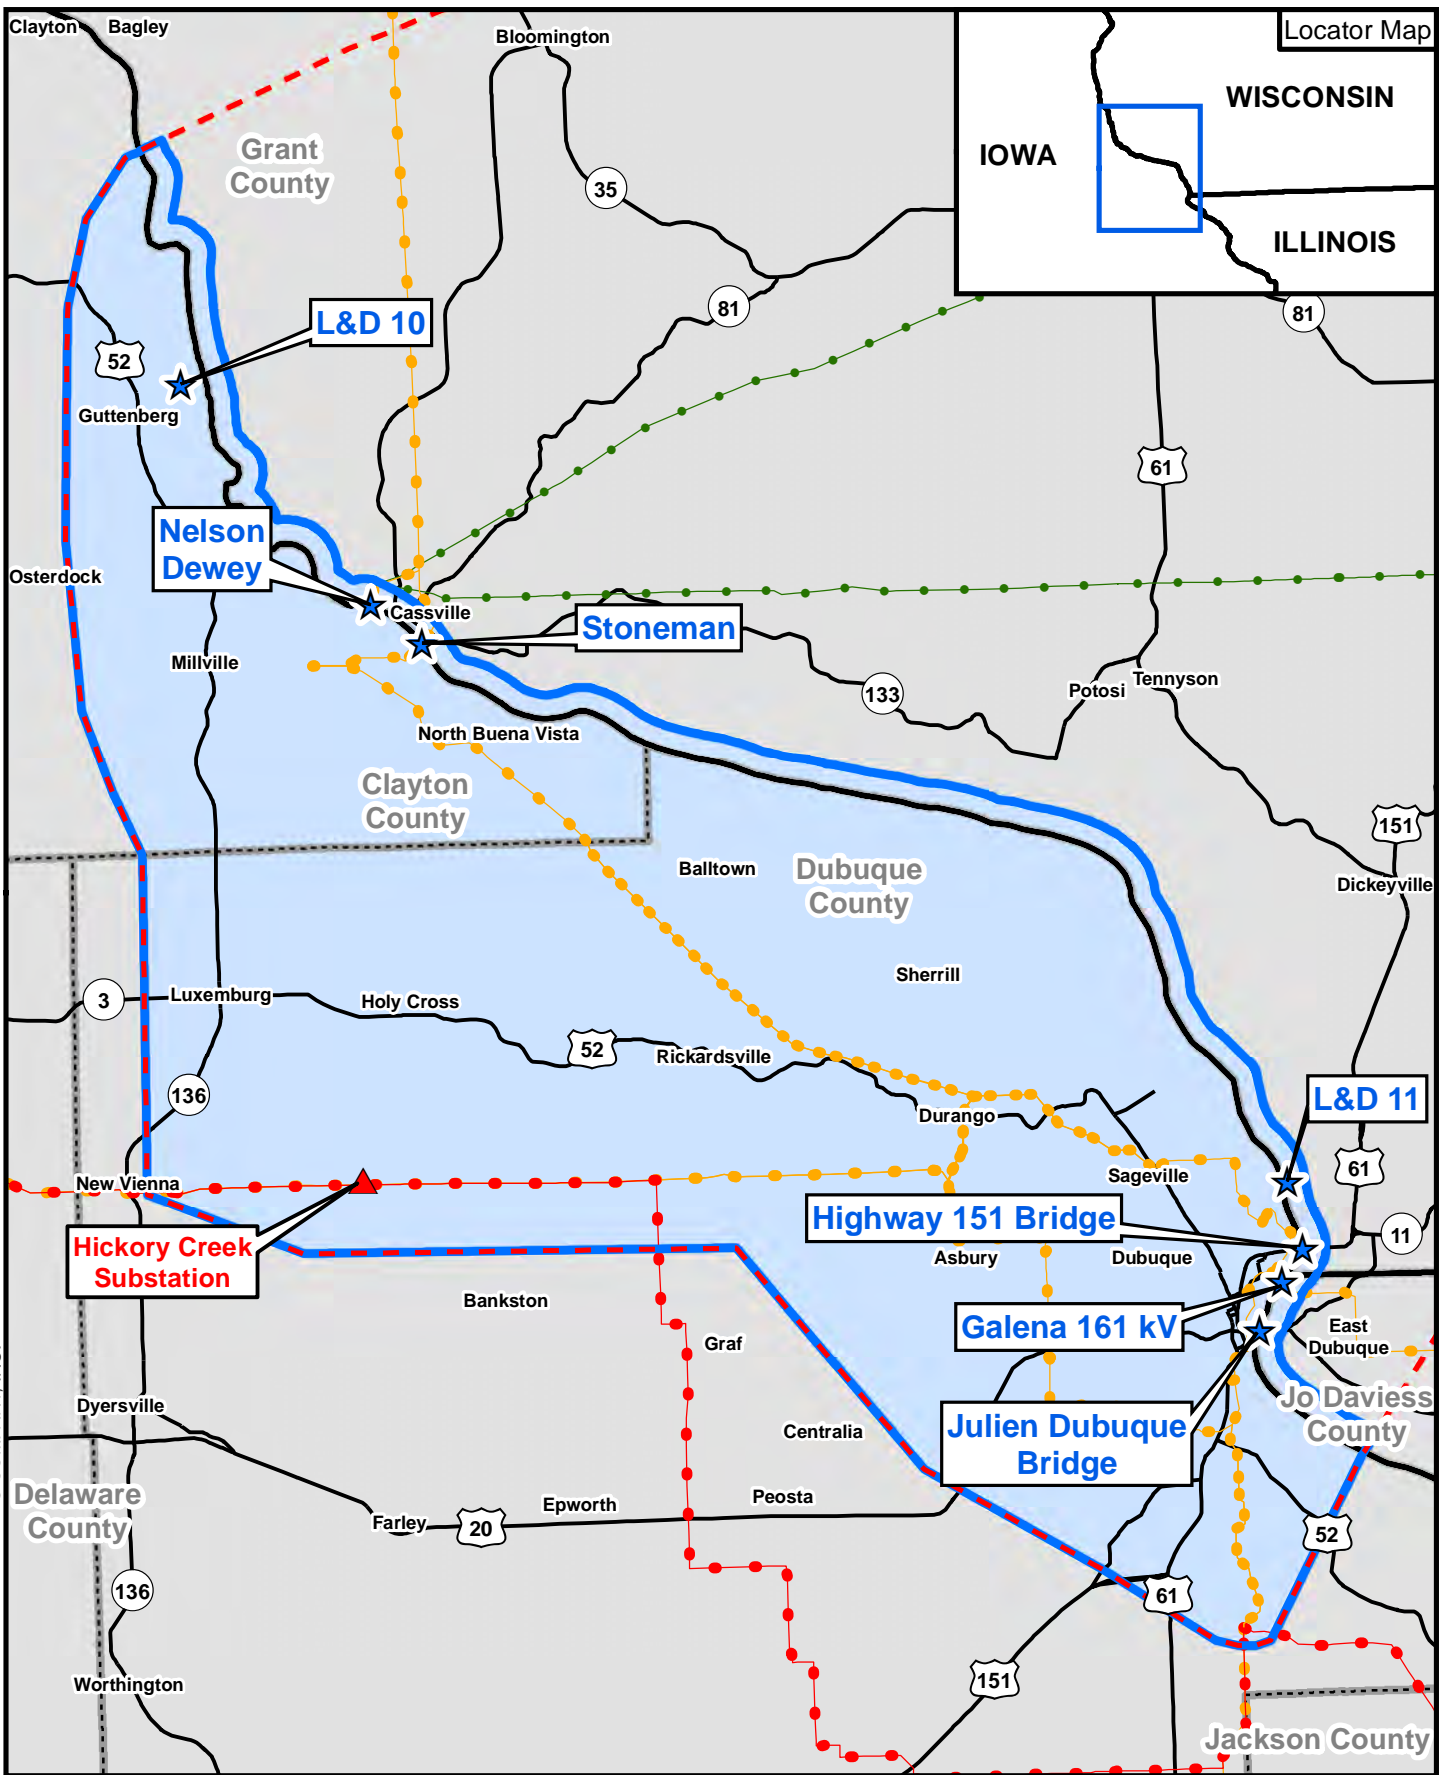 Clayton
Bagley
Bloomington
Locator Map
WISCONSIN
IOWA
ILLINOIS
Grant
County
35
81
81
L&D 10
52
Guttenberg
61
Nelson
Dewey
Osterdock
Cassville
Stoneman
Millville
133
Potosi
Tennyson
North Buena Vista
Clayton
County
151
Balltown
Dubuque
County
Dickeyville
Sherrill
3
Luxemburg
Holy Cross
52
Rickardsville
136
L&D 11
Durango
61
New Vienna
Sageville
Highway 151 Bridge
11
Hickory Creek
Substation
Asbury
Dubuque
Bankston
Galena 161 kV
East
Dubuque
Graf
Jo Daviess
County
Dyersville
Centralia
Julien Dubuque
Bridge
Delaware
County
Epworth
Peosta
Farley
20
52
136
61
151
Worthington
Jackson County